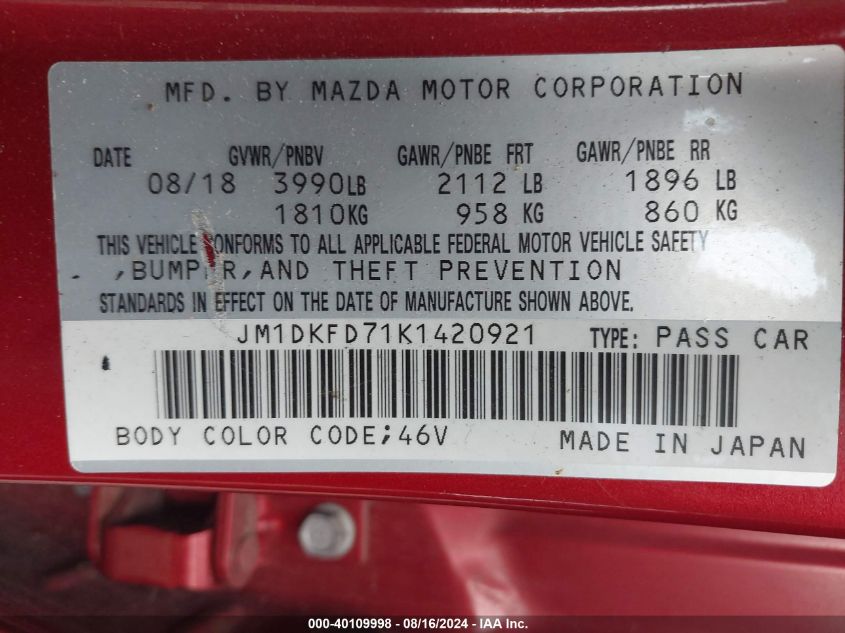 MFD. BY MAZDA MOTOR CORPORATION
DATE GVWR/PNBV GAWR/PNBE FRT GAWR/PNBE RR
08/18 3990LB 2112 LB 1896 LB
1810KG 958 KG 860 KG
THIS VEHICLE CONFORMS TO ALL APPLICABLE FEDERAL MOTOR VEHICLE SAFETY
,BUMPER,AND THEFT PREVENTION
STANDARDS IN EFFECT ON THE DATE OF MANUFACTURE SHOWN ABOVE.
JM1DKFD71K1420921 TYPE: PASS CAR
BODY COLOR CODE;46V MADE IN JAPAN
000-40109998 - 08/16/2024 - IAA Inc.